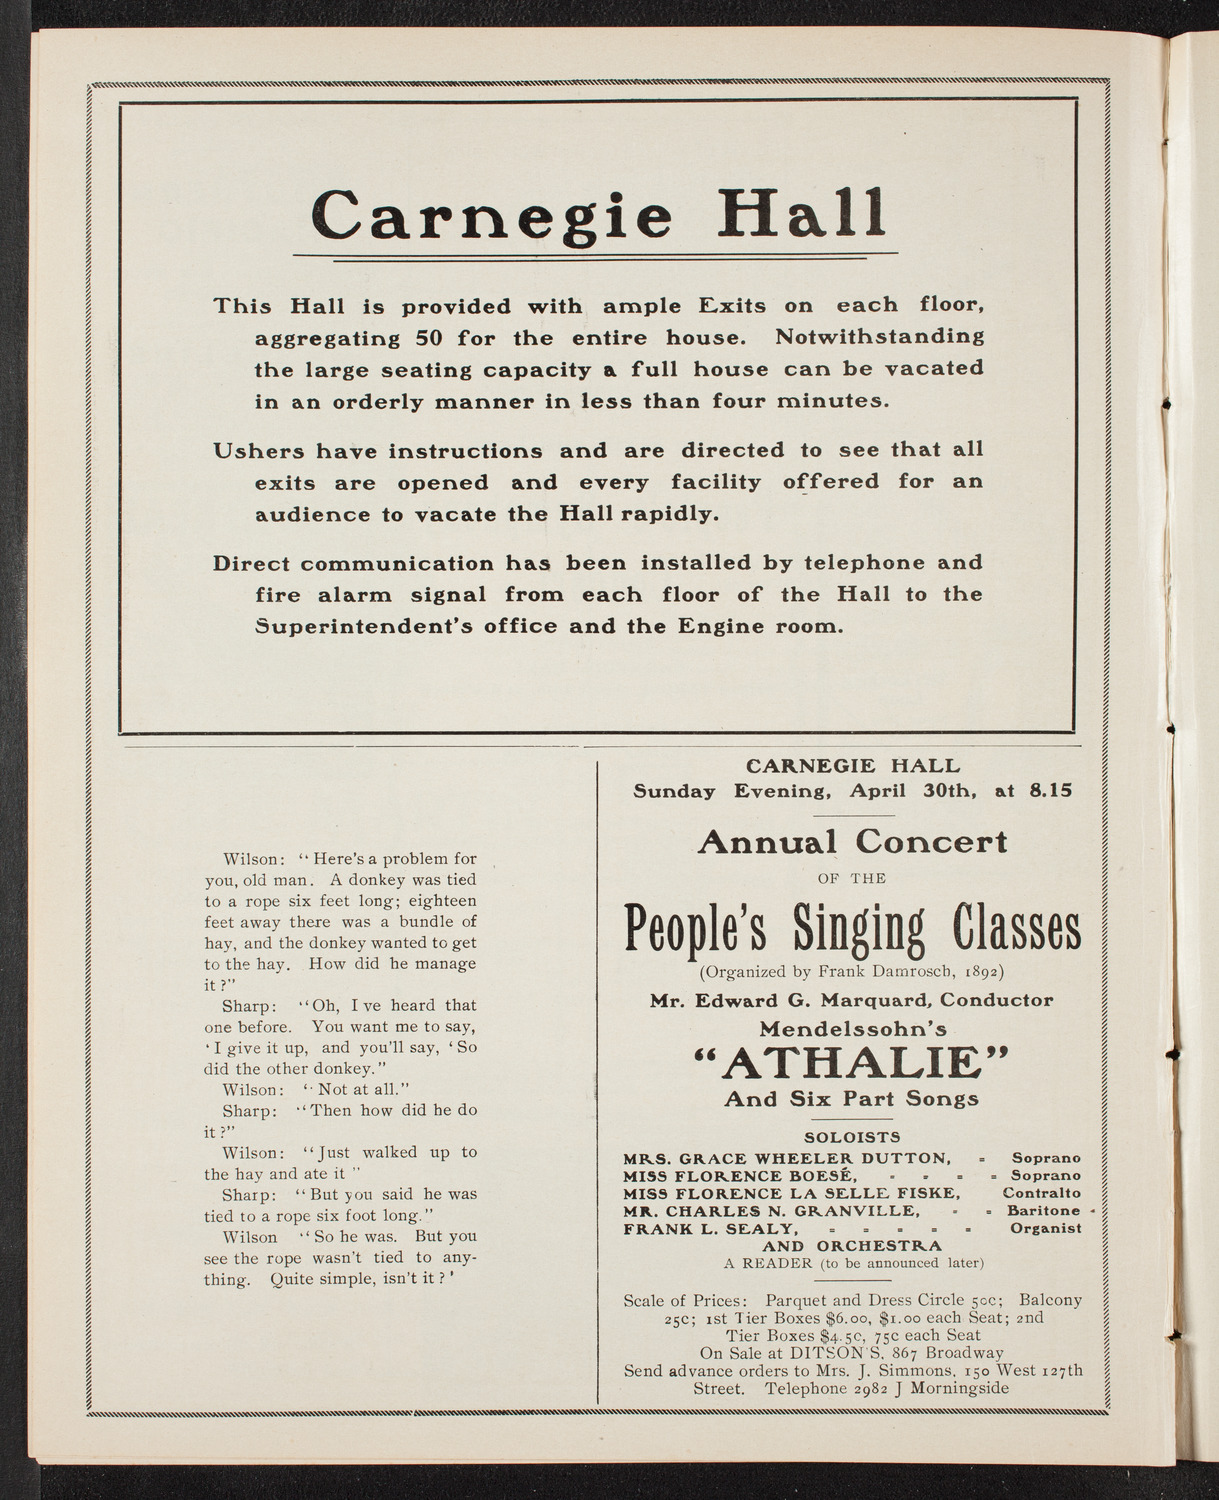 Carnegie Hall
This Hall is provided with ample Exits on each floor,
aggregating 50 for the entire house. Notwithstanding
the large seating capacity a full house can be vacated
in an orderly manner in less than four minutes.
Ushers have instructions and are directed to see that all
exits are opened and every facility offered for an
audience to vacate the Hall rapidly.
Direct communication has been installed by telephone and
fire alarm signal from each floor of the Hall to the
Superintendent's office and the Engine room.
Wilson: "Here's a problem for
you, old man. A donkey was tied
to a rope six feet long; eighteen
feet away there was a bundle of
hay, and the donkey wanted to get
to the hay. How did he manage
it?"
Sharp: "Oh, I ve heard that
one before. You want me to say,
'I give it up, and you'll say, 'So
did the other donkey."
Wilson: "Not at all."
Sharp: "Then how did he do
it?"
Wilson: "Just walked up to
the hay and ate it "
Sharp: "But you said he was
tied to a rope six foot long."
Wilson "So he was. But you
see the rope wasn't tied to any-
thing. Quite simple, isn't it?'
CARNEGIE HALL
Sunday Evening, April 30th, at 8.15
Annual Concert
OF THE
People's Singing Classes
(Organized by Frank Damrosch, 1892)
Mr. Edward G. Marquard, Conductor
Mendelssohn's
"ATHALIE"
And Six Part Songs
SOLOISTS
MRS. GRACE WHEELER DUTTON, - Soprano
MISS FLORENCE BOESÉ, - - - - Soprano
MISS FLORENCE LA SELLE FISKE, Contralto
MR. CHARLES N. GRANVILLE, - - Baritone -
FRANK L. SEALY, - - - - - Organist
AND ORCHESTRA
A READER (to be announced later)
Scale of Prices: Parquet and Dress Circle 50c; Balcony
25c; 1st Tier Boxes $6.00, $1.00 each Seat; 2nd
Tier Boxes $4.50, 75c each Seat
On Sale at DITSON'S, 867 Broadway
Send advance orders to Mrs. J. Simmons, 150 West 127th
Street. Telephone 2982 J Morningside